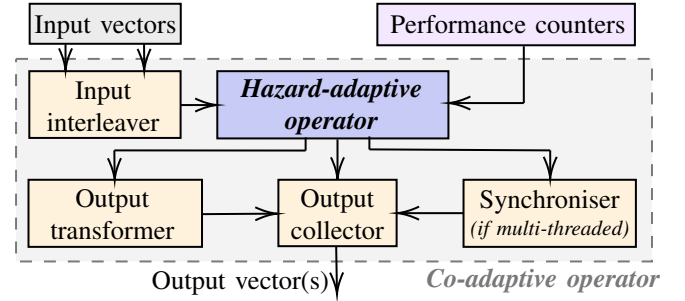 Input vectors
Performance counters
Input
interleaver
Hazard-adaptive
operator
Output
transformer
Output
collector
Synchroniser
(if multi-threaded)
Output vector(s)
Co-adaptive operator